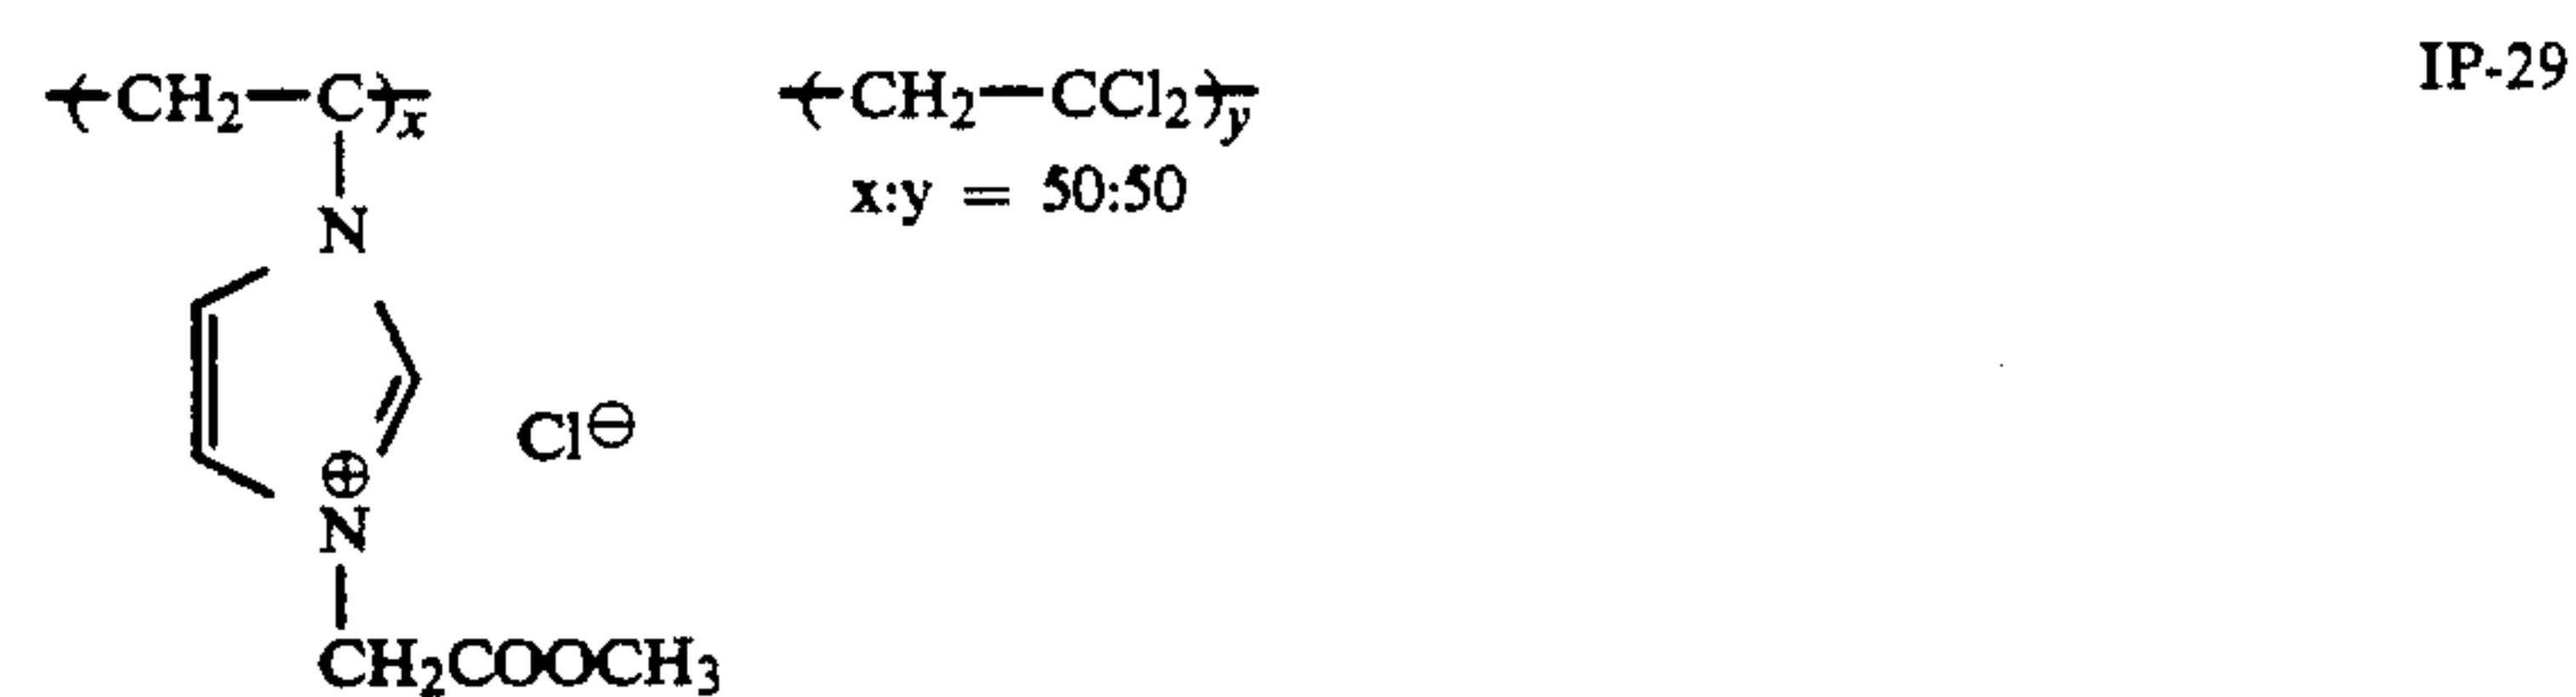 (CH₂—C)ₓ (CH₂—CCl₂)ᵧ IP-29
x:y = 50:50
N
Cl⊖
⊕
N
CH₂COOCH₃